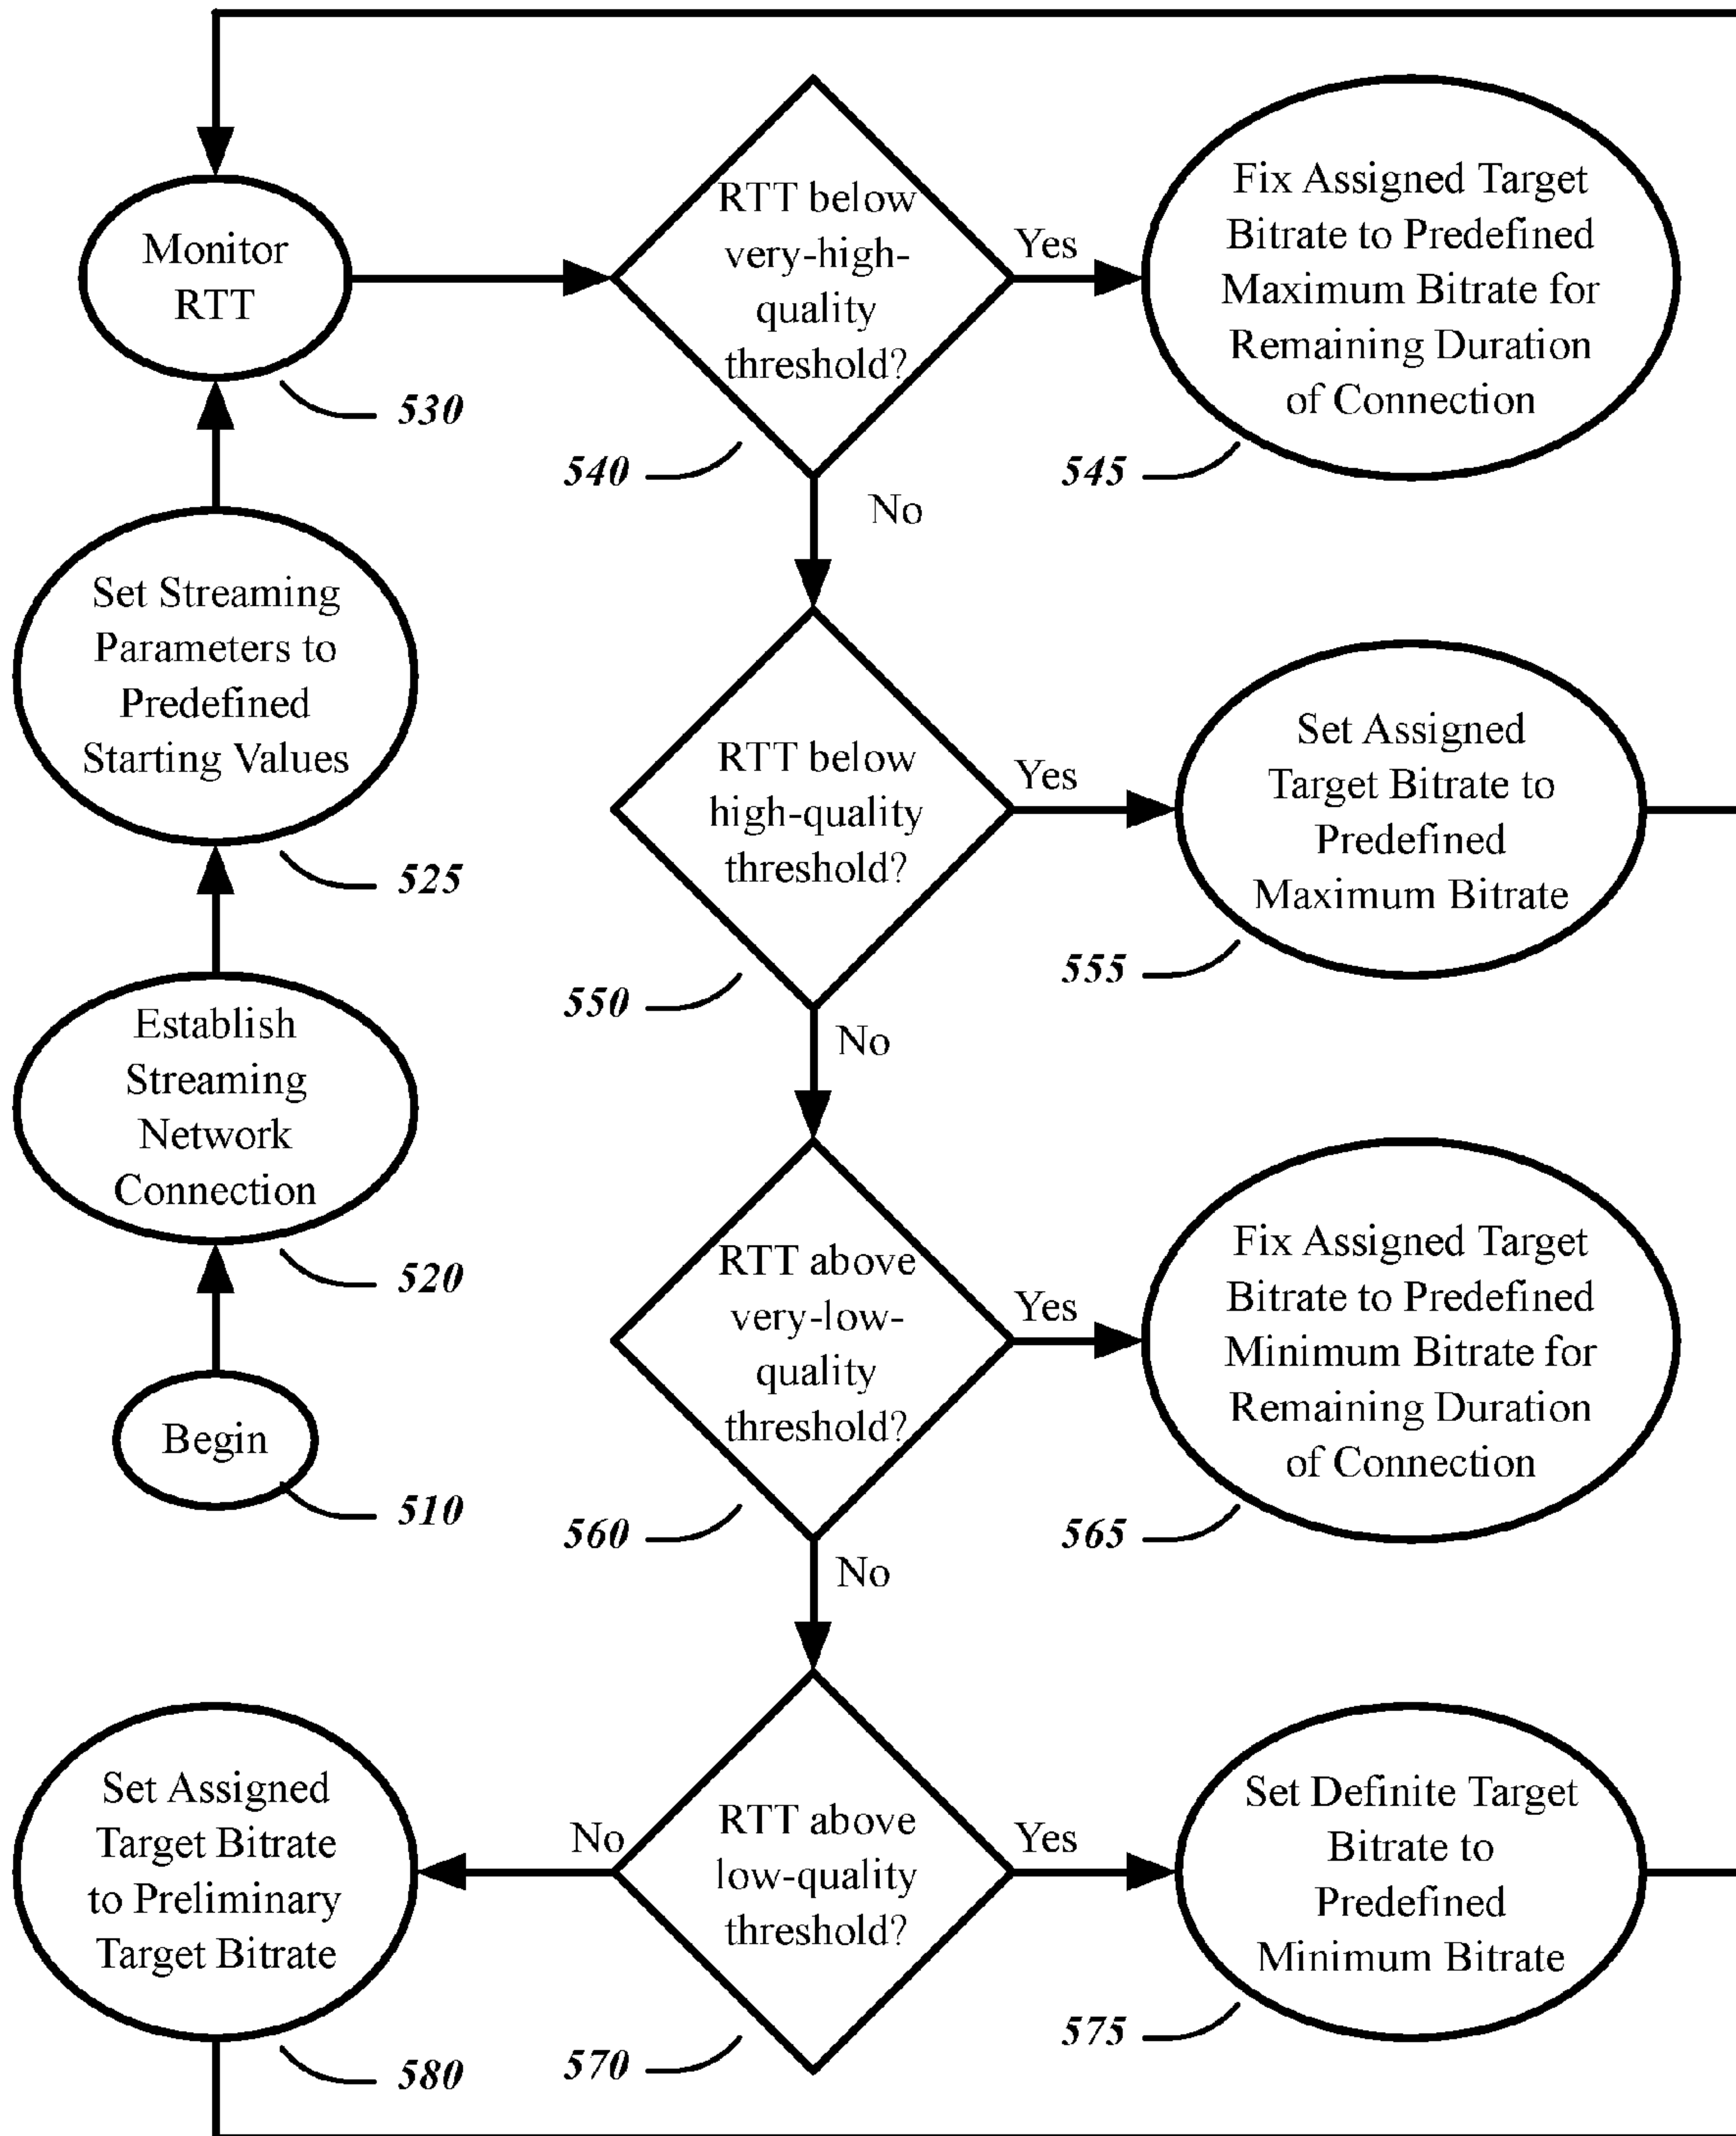 Monitor
RTT
530
RTT below
very-high-
quality
threshold?
540
Yes
No
Fix Assigned Target
Bitrate to Predefined
Maximum Bitrate for
Remaining Duration
of Connection
545
Set Streaming
Parameters to
Predefined
Starting Values
525
RTT below
high-quality
threshold?
550
Yes
No
Set Assigned
Target Bitrate to
Predefined
Maximum Bitrate
555
Establish
Streaming
Network
Connection
520
RTT above
very-low-
quality
threshold?
560
Yes
No
Fix Assigned Target
Bitrate to Predefined
Minimum Bitrate for
Remaining Duration
of Connection
565
Begin
510
Set Assigned
Target Bitrate
to Preliminary
Target Bitrate
580
No
RTT above
low-quality
threshold?
570
Yes
Set Definite Target
Bitrate to
Predefined
Minimum Bitrate
575